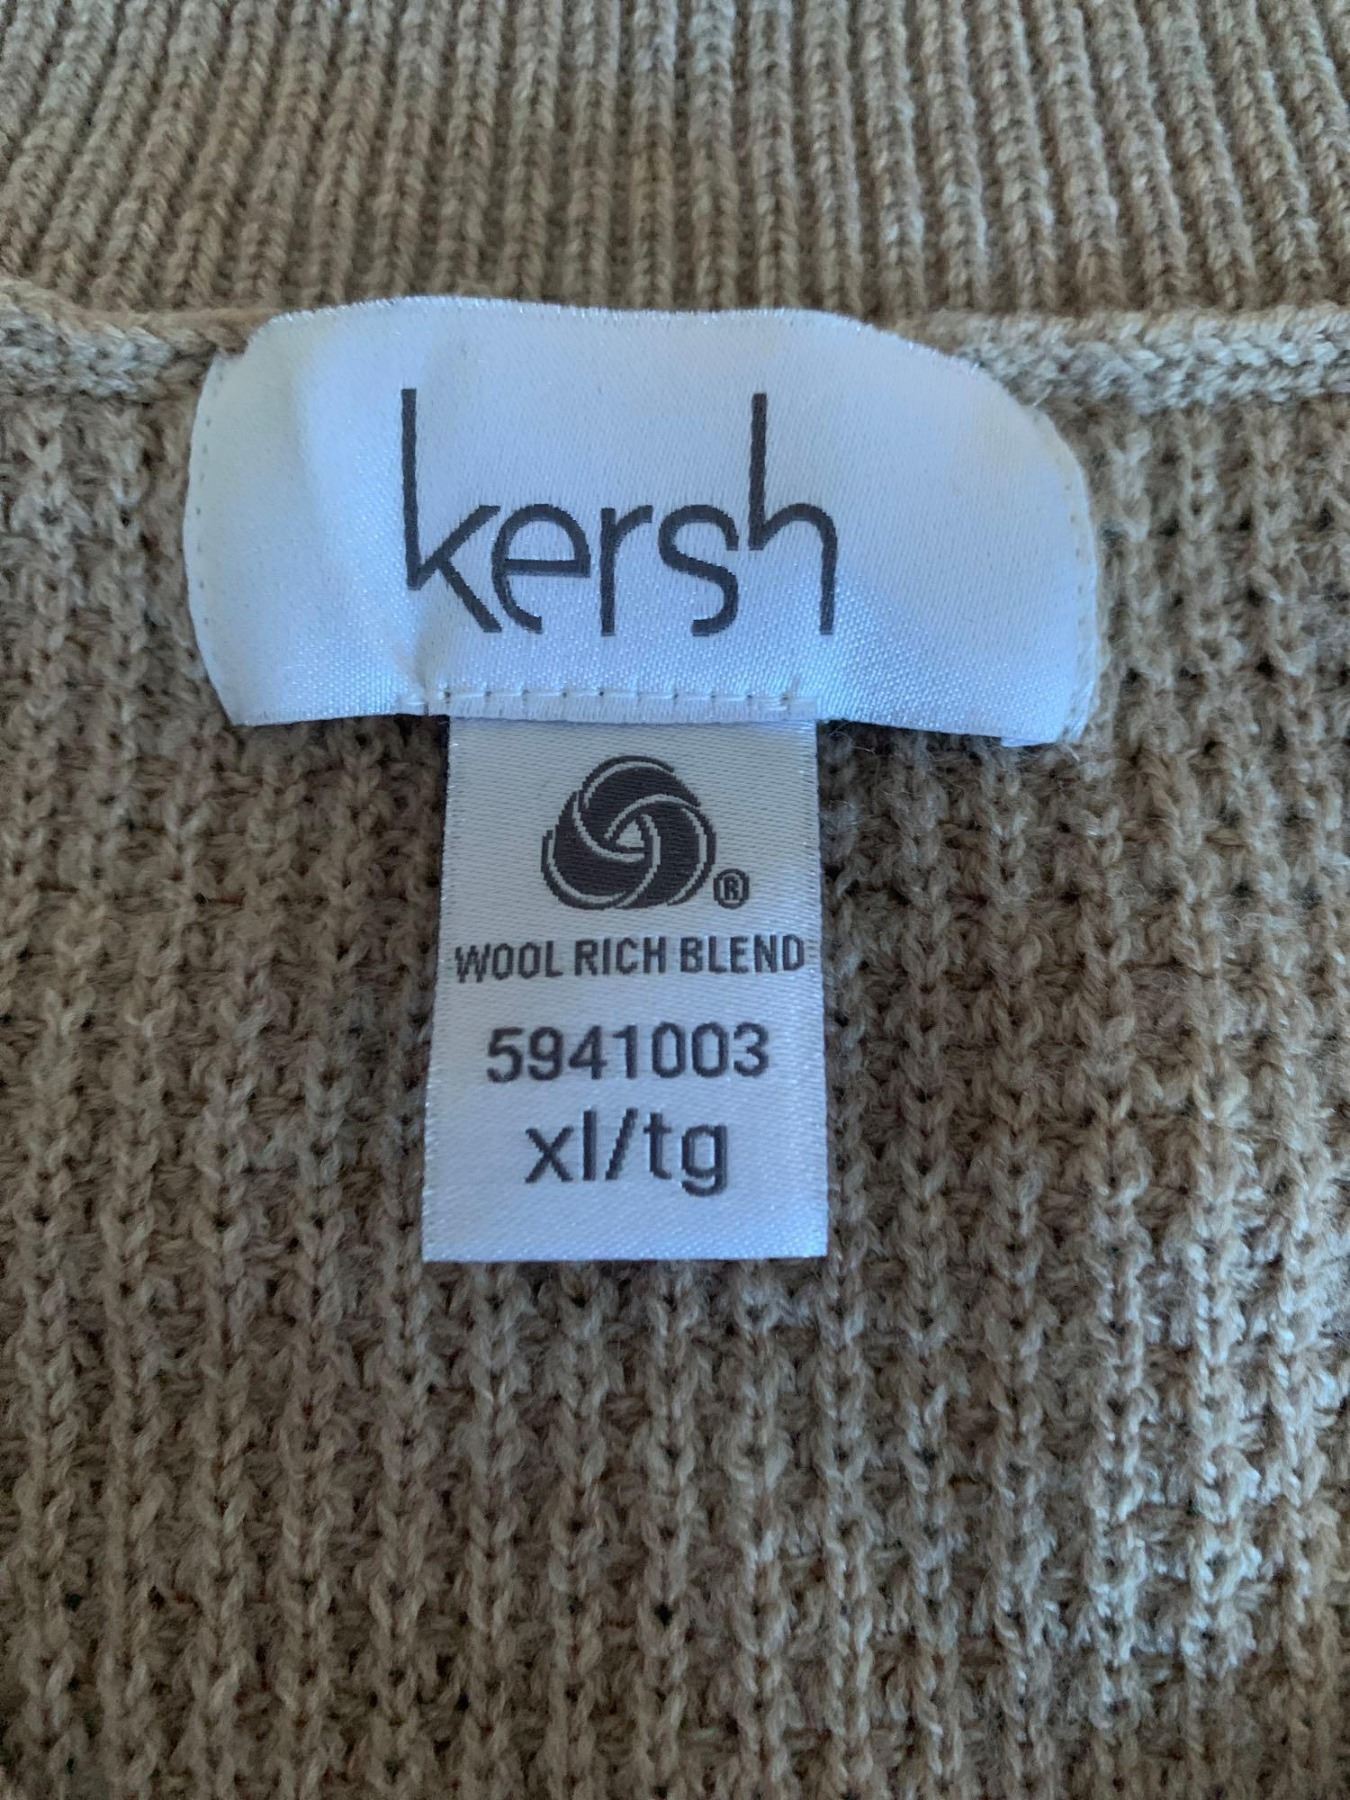 kersh
®
WOOL RICH BLEND
5941003
xl/tg